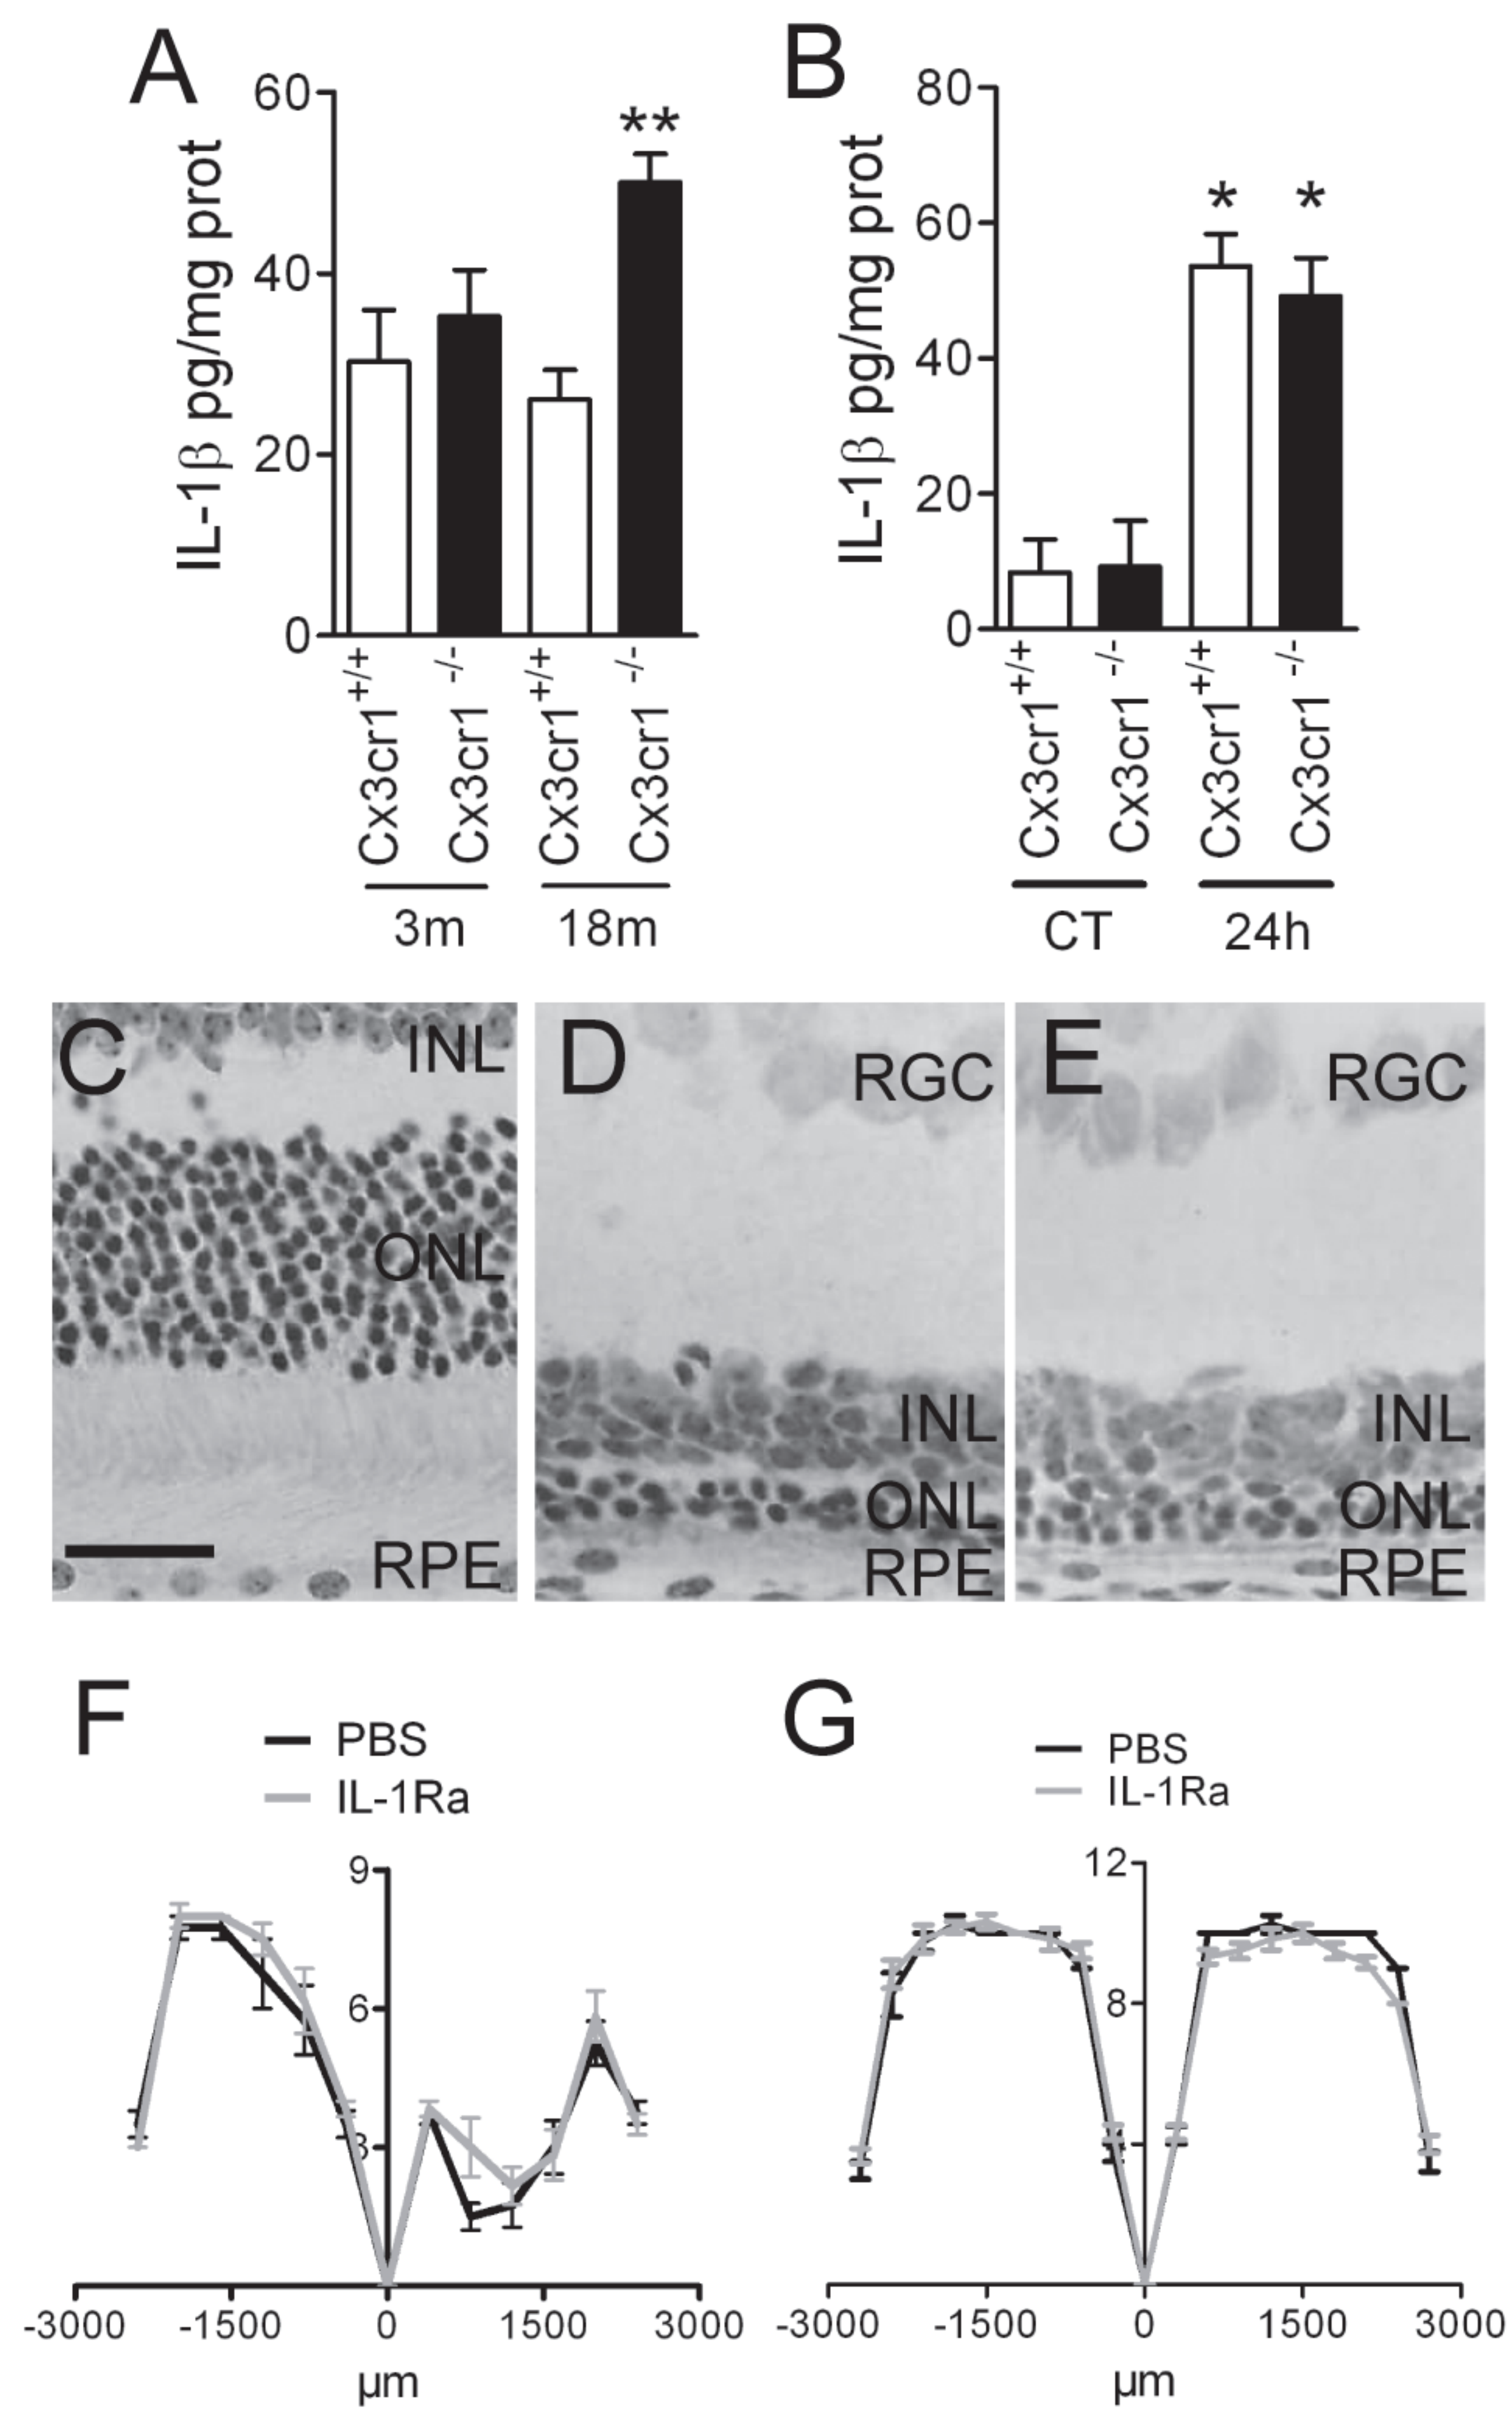 A
60
40
20
0
IL-1β pg/mg prot
**
Cx3cr1+/+
Cx3cr1 -/-
Cx3cr1+/+
Cx3cr1 -/-
3m
18m
B
80
60
40
20
0
IL-1β pg/mg prot
*
*
Cx3cr1+/+
Cx3cr1 -/-
Cx3cr1+/+
Cx3cr1 -/-
CT
24h
C
INL
ONL
RPE
D
RGC
INL
ONL
RPE
E
RGC
INL
ONL
RPE
F
PBS
IL-1Ra
9
6
3
-3000
-1500
0
1500
3000
μm
G
PBS
IL-1Ra
12
8
-3000
-1500
0
1500
3000
μm